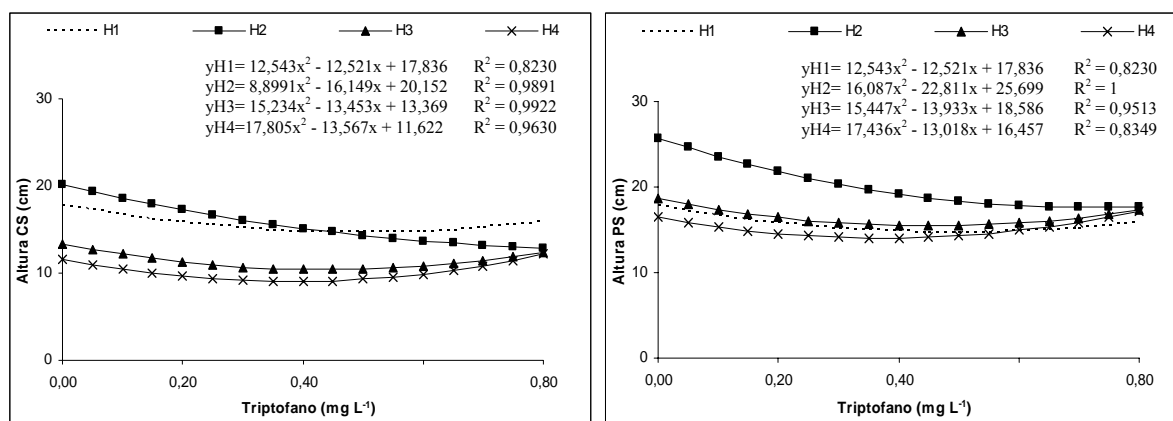 H1 H2 H3 H4
yH1= 12,543x² - 12,521x + 17,836 R² = 0,8230
yH2= 8,8991x² - 16,149x + 20,152 R² = 0,9891
yH3= 15,234x² - 13,453x + 13,369 R² = 0,9922
yH4=17,805x² - 13,567x + 11,622 R² = 0,9630
30
20
10
0
Altura CS (cm)
0,00 0,20 0,40 0,60 0,80
Triptofano (mg L⁻¹)
H1 H2 H3 H4
yH1= 12,543x² - 12,521x + 17,836 R² = 0,8230
yH2= 16,087x² - 22,811x + 25,699 R² = 1
yH3= 15,447x² - 13,933x + 18,586 R² = 0,9513
yH4= 17,436x² - 13,018x + 16,457 R² = 0,8349
30
20
10
0
Altura PS (cm)
0,00 0,20 0,40 0,60 0,80
Triptofano (mg L⁻¹)